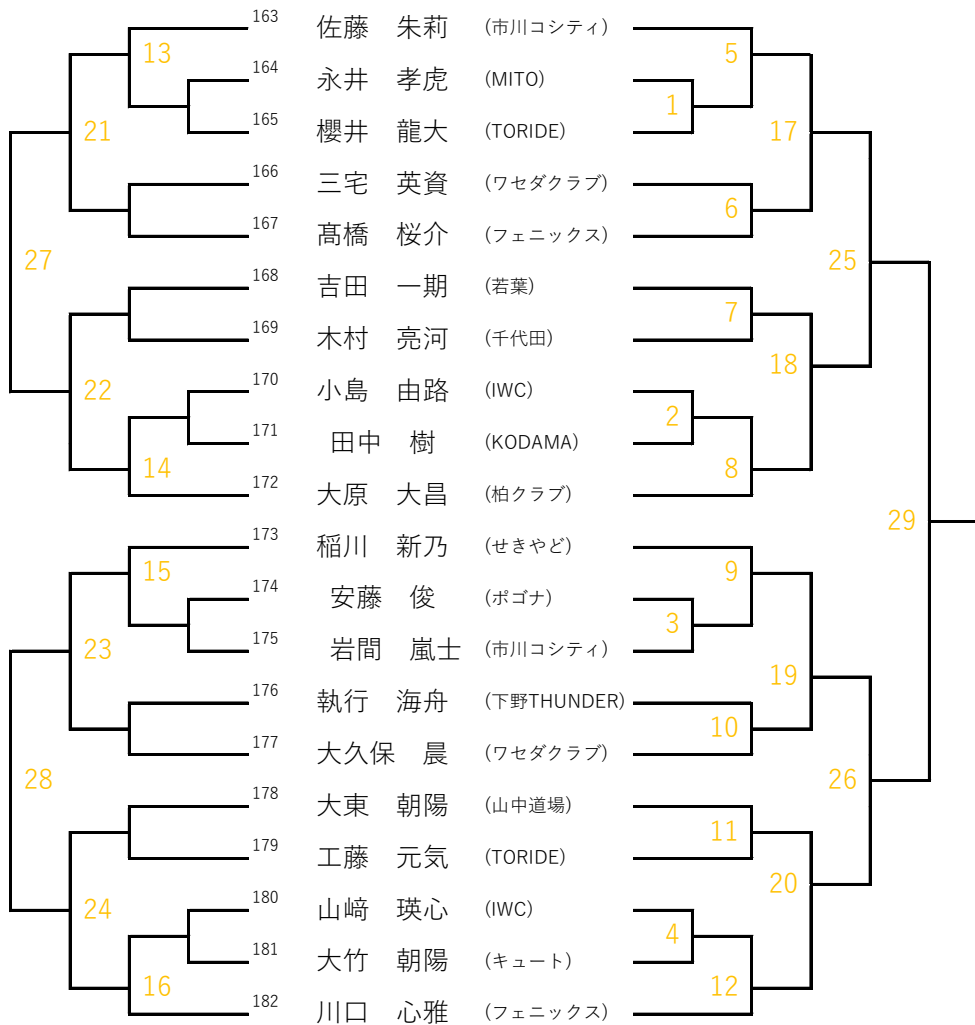 163 佐藤　朱莉 (市川コシティ)
13 5
164 永井　孝虎 (MITO)
1
165 櫻井　龍大 (TORIDE)
21 17
166 三宅　英資 (ワセダクラブ)
6
167 髙橋　桜介 (フェニックス)
27 25
168 吉田　一期 (若葉)
7
169 木村　亮河 (千代田)
18
170 小島　由路 (IWC)
22 2
171 田中　樹 (KODAMA)
14 8
172 大原　大昌 (柏クラブ)
29
173 稲川　新乃 (せきやど)
15 9
174 安藤　俊 (ポゴナ)
3
175 岩間　嵐士 (市川コシティ)
23 19
176 執行　海舟 (下野THUNDER)
10
177 大久保　晨 (ワセダクラブ)
28 26
178 大東　朝陽 (山中道場)
11
179 工藤　元気 (TORIDE)
20
180 山﨑　瑛心 (IWC)
24 4
181 大竹　朝陽 (キュート)
16 12
182 川口　心雅 (フェニックス)